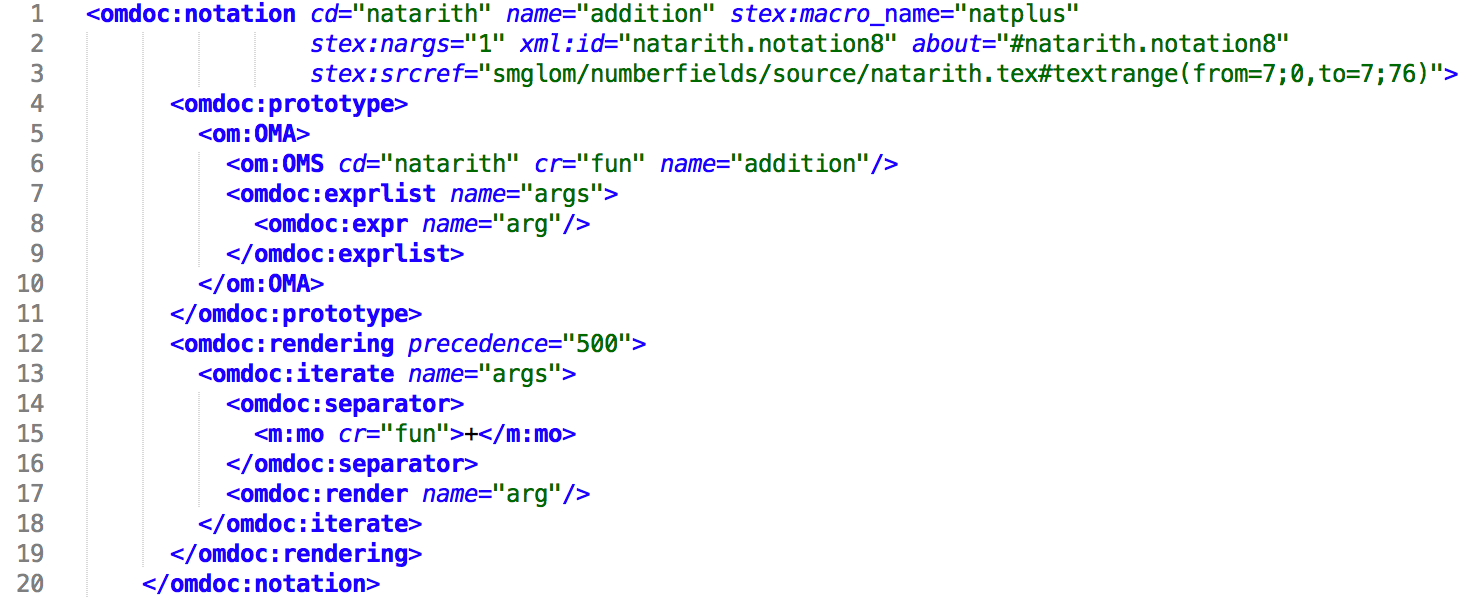 1 <omdoc:notation cd="natarith" name="addition" stex:macro_name="natplus"
2 stex:nargs="1" xml:id="natarith.notation8" about="#natarith.notation8"
3 stex:srcref="smglom/numberfields/source/natarith.tex#textrange(from=7;0,to=7;76)">
4 <omdoc:prototype>
5 <om:OMA>
6 <om:OMS cd="natarith" cr="fun" name="addition"/>
7 <omdoc:exprlist name="args">
8 <omdoc:expr name="arg"/>
9 </omdoc:exprlist>
10 </om:OMA>
11 </omdoc:prototype>
12 <omdoc:rendering precedence="500">
13 <omdoc:iterate name="args">
14 <omdoc:separator>
15 <m:mo cr="fun">+</m:mo>
16 </omdoc:separator>
17 <omdoc:render name="arg"/>
18 </omdoc:iterate>
19 </omdoc:rendering>
20 </omdoc:notation>